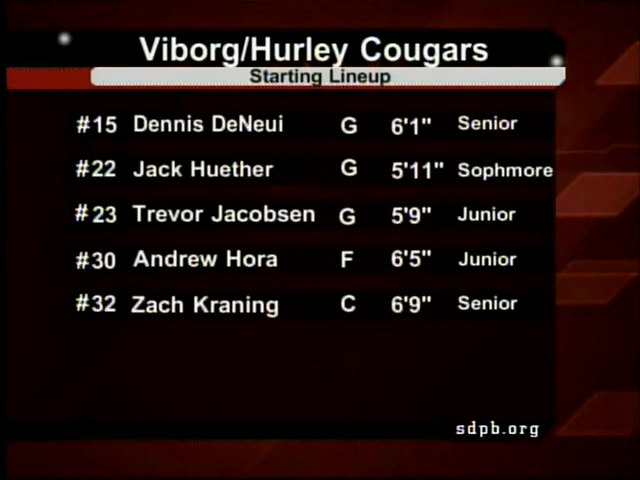 Viborg/Hurley Cougars
Starting Lineup
#15 Dennis DeNeui G 6'1" Senior
#22 Jack Huether G 5'11" Sophmore
#23 Trevor Jacobsen G 5'9" Junior
#30 Andrew Hora F 6'5" Junior
#32 Zach Kraning C 6'9" Senior
sdpb.org